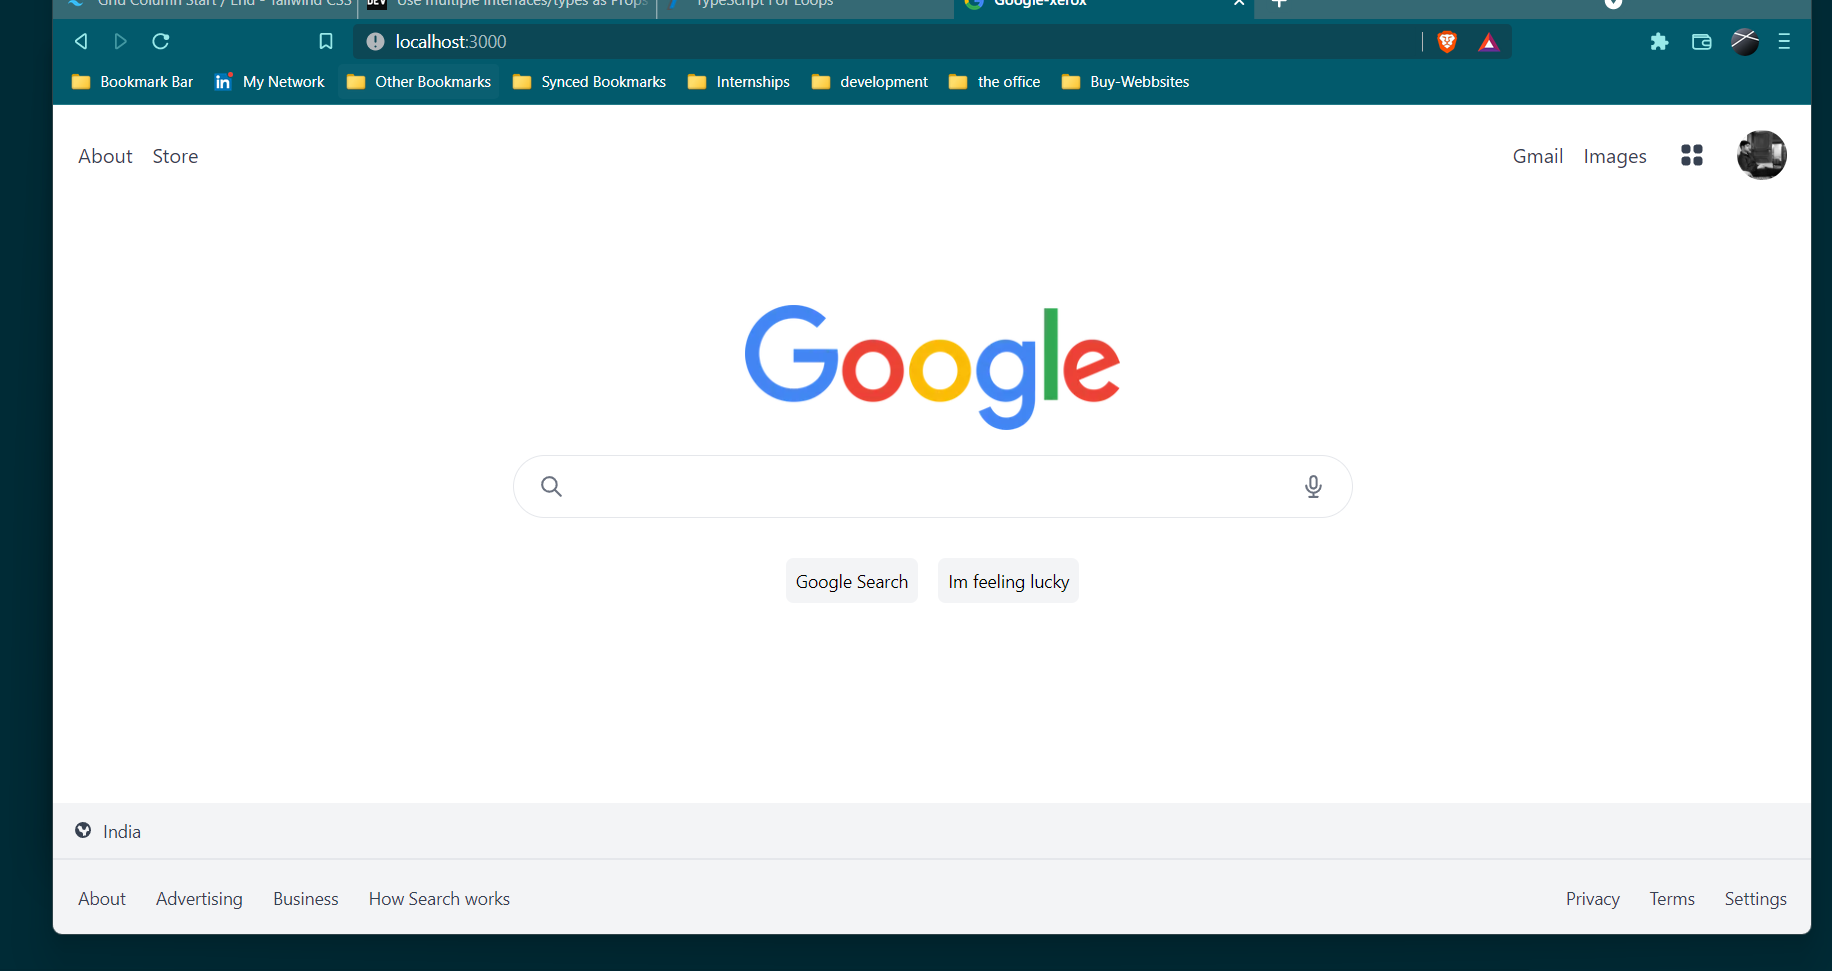 Grid Column Start / End - Tailwind CSS
DEV Use multiple interfaces/types as Props
TypeScript For Loops
Google-xerox
localhost:3000
Bookmark Bar
in My Network
Other Bookmarks
Synced Bookmarks
Internships
development
the office
Buy-Webbsites
About Store
Gmail Images
Google
Google Search
Im feeling lucky
India
About Advertising Business How Search works
Privacy Terms Settings